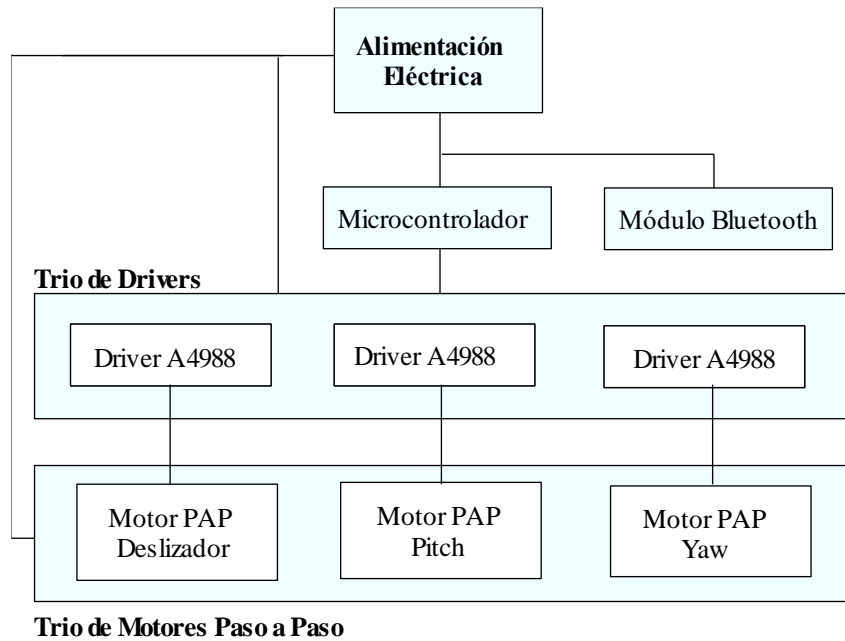 Alimentación
Eléctrica
Microcontrolador
Módulo Bluetooth
Trio de Drivers
Driver A4988
Driver A4988
Driver A4988
Motor PAP
Deslizador
Motor PAP
Pitch
Motor PAP
Yaw
Trio de Motores Paso a Paso